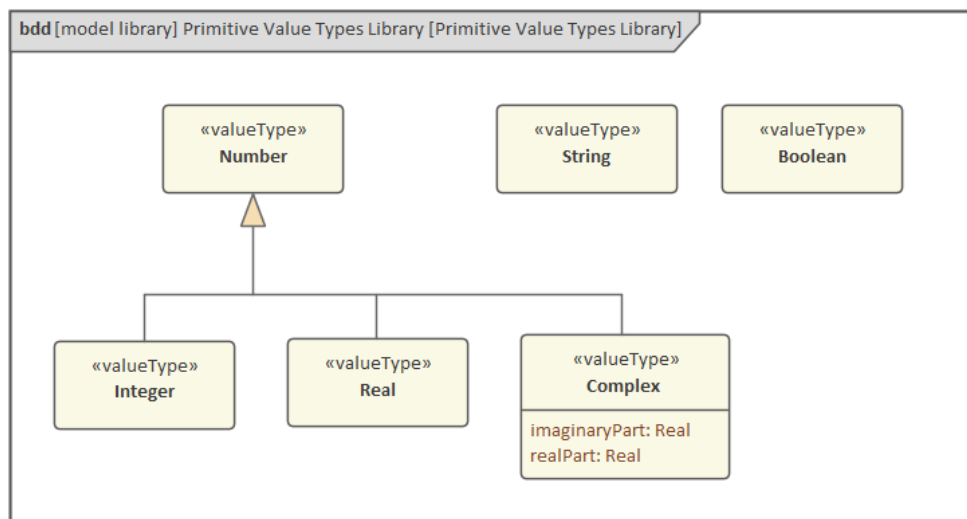 bdd [model library] Primitive Value Types Library [Primitive Value Types Library]
«valueType»
Number
«valueType»
String
«valueType»
Boolean
«valueType»
Integer
«valueType»
Real
«valueType»
Complex
imaginaryPart: Real
realPart: Real